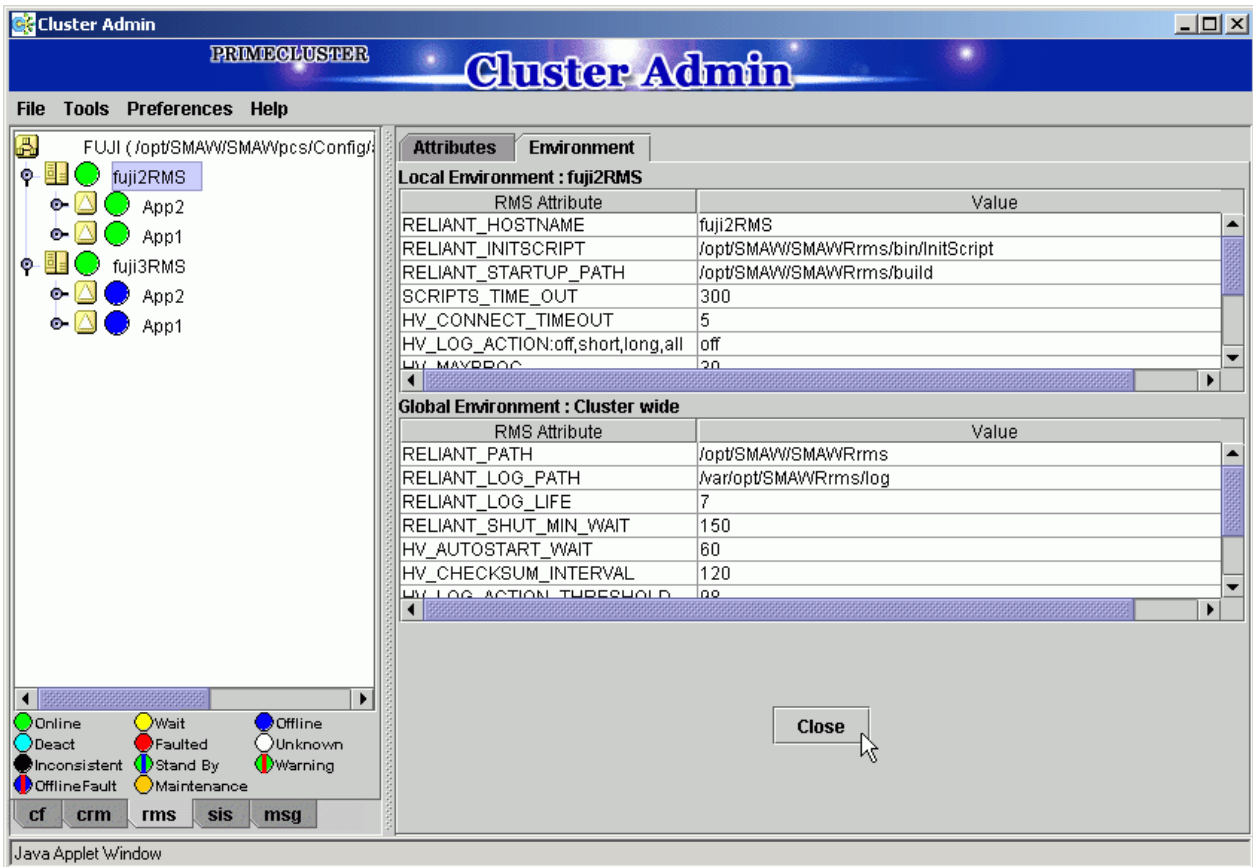 Cluster Admin
PRIMECLUSTER
Cluster Admin
File Tools Preferences Help
FUJI ( /opt/SMAW/SMAWpcs/Config/
fuji2RMS
App2
App1
fuji3RMS
App2
App1
Online Wait Offline
Deact Faulted Unknown
Inconsistent Stand By Warning
OfflineFault Maintenance
cf crm rms sis msg
Attributes Environment
Local Environment : fuji2RMS
RMS Attribute Value
RELIANT_HOSTNAME fuji2RMS
RELIANT_INITSCRIPT /opt/SMAW/SMAWRrms/bin/InitScript
RELIANT_STARTUP_PATH /opt/SMAW/SMAWRrms/build
SCRIPTS_TIME_OUT 300
HV_CONNECT_TIMEOUT 5
HV_LOG_ACTION:off,short,long,all off
HV_MAXPROC 30
Global Environment : Cluster wide
RMS Attribute Value
RELIANT_PATH /opt/SMAW/SMAWRrms
RELIANT_LOG_PATH /var/opt/SMAWRrms/log
RELIANT_LOG_LIFE 7
RELIANT_SHUT_MIN_WAIT 150
HV_AUTOSTART_WAIT 60
HV_CHECKSUM_INTERVAL 120
HV_LOG_ACTION_THRESHOLD 98
Close
Java Applet Window